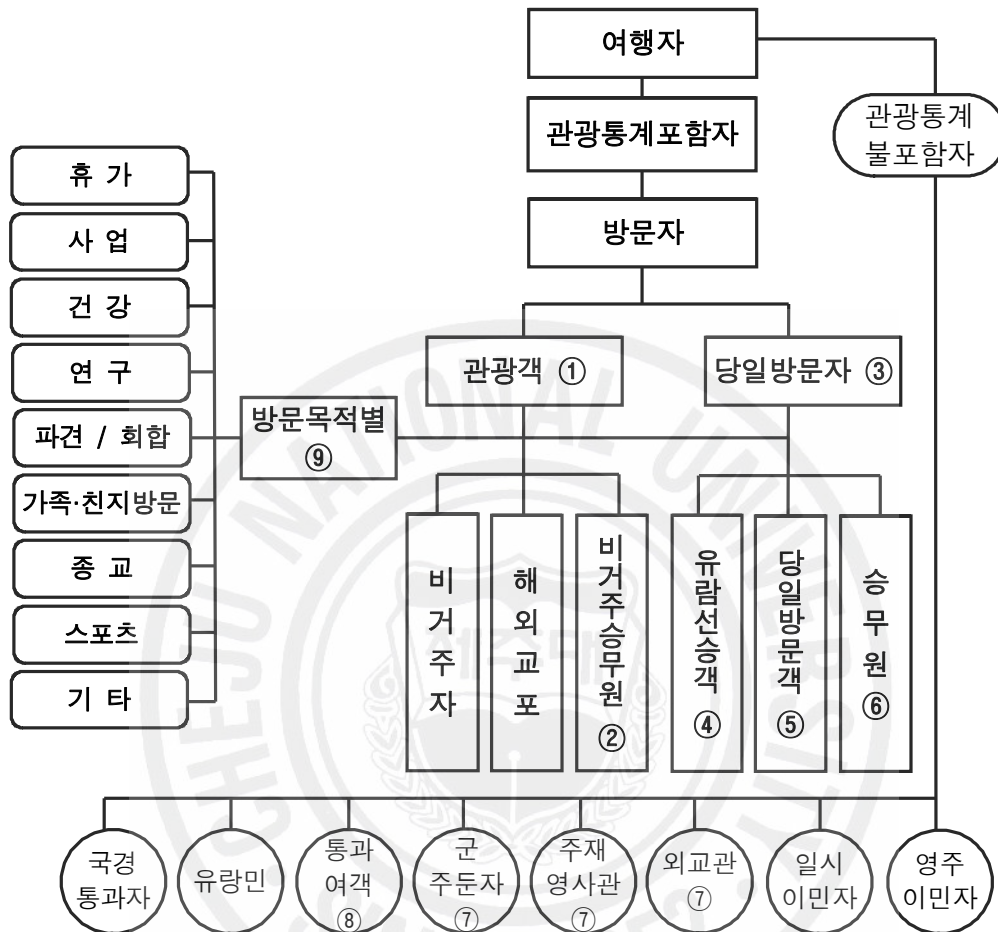 여행자
관광통계포함자
관광통계
불포함자
방문자
관광객 ①
당일방문자 ③
방문목적별
⑨
휴 가
사 업
건 강
연 구
파견 / 회합
가족·친지방문
종 교
스포츠
기 타
비거주자
해외교포
비거주승무원 ②
유람선승객 ④
당일방문객 ⑤
승무원 ⑥
국경
통과자
유랑민
통과
여객
⑧
군
주둔자
⑦
주재
영사관
⑦
외교관
⑦
일시
이민자
영주
이민자
CHEJU NATIONAL UNIVERSITY
제주대